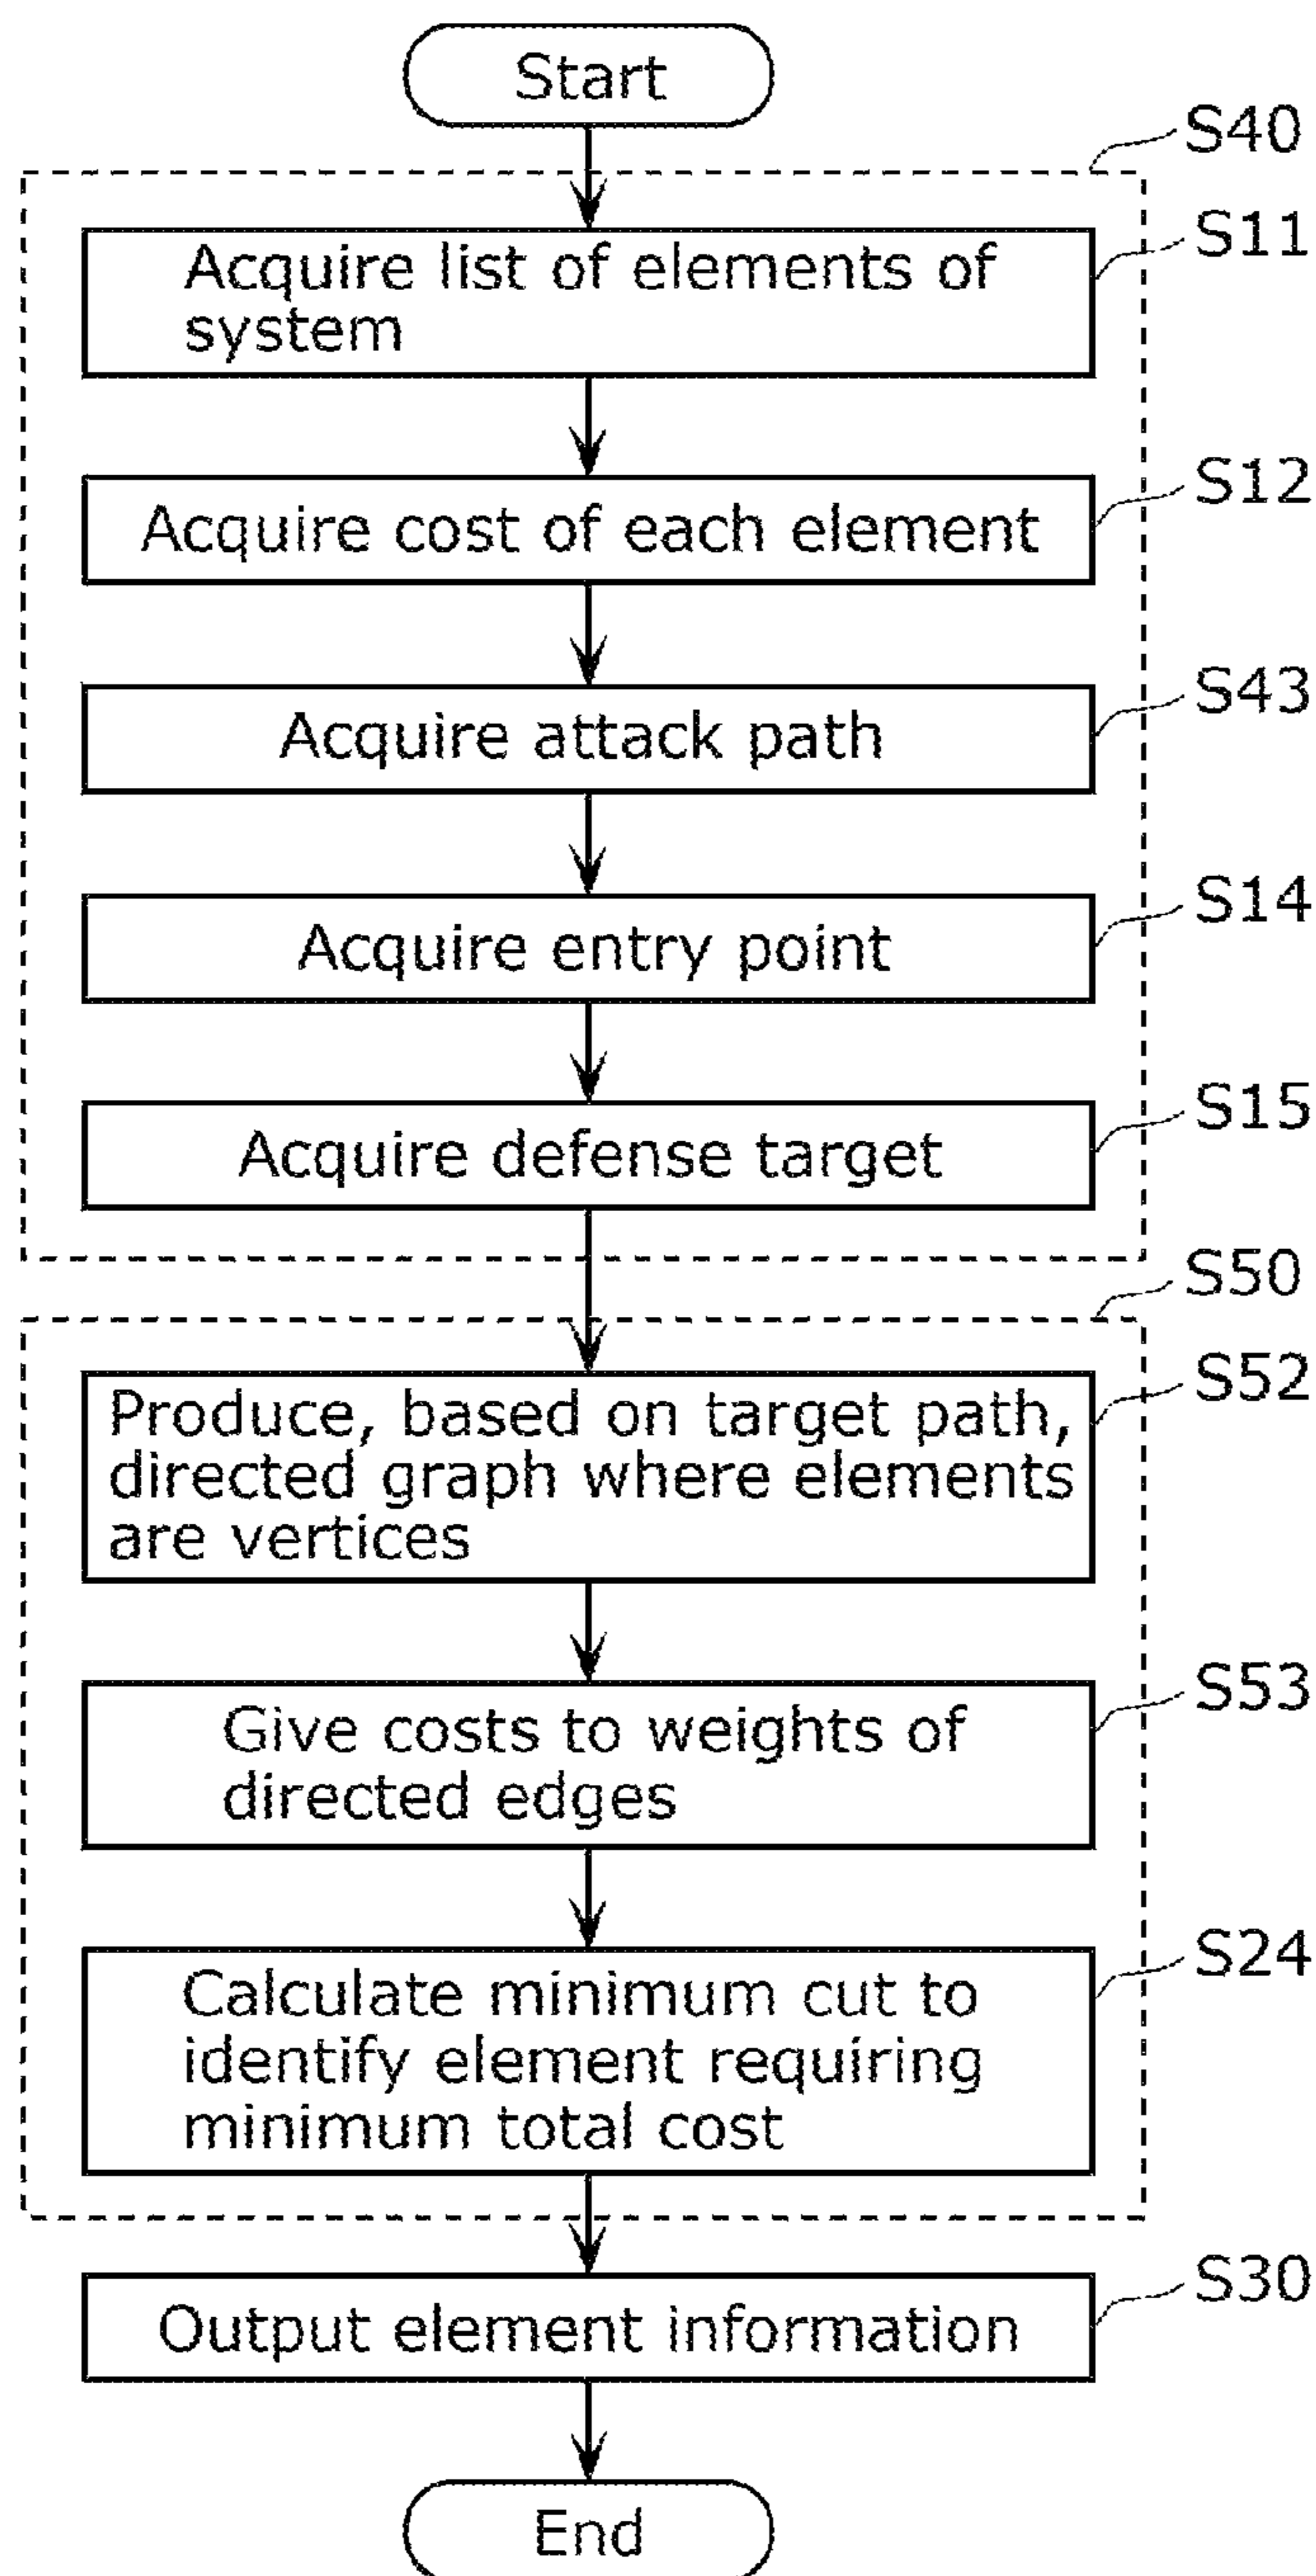 Start
S40
S11
Acquire list of elements of
system
S12
Acquire cost of each element
S43
Acquire attack path
S14
Acquire entry point
S15
Acquire defense target
S50
S52
Produce, based on target path,
directed graph where elements
are vertices
S53
Give costs to weights of
directed edges
S24
Calculate minimum cut to
identify element requiring
minimum total cost
S30
Output element information
End